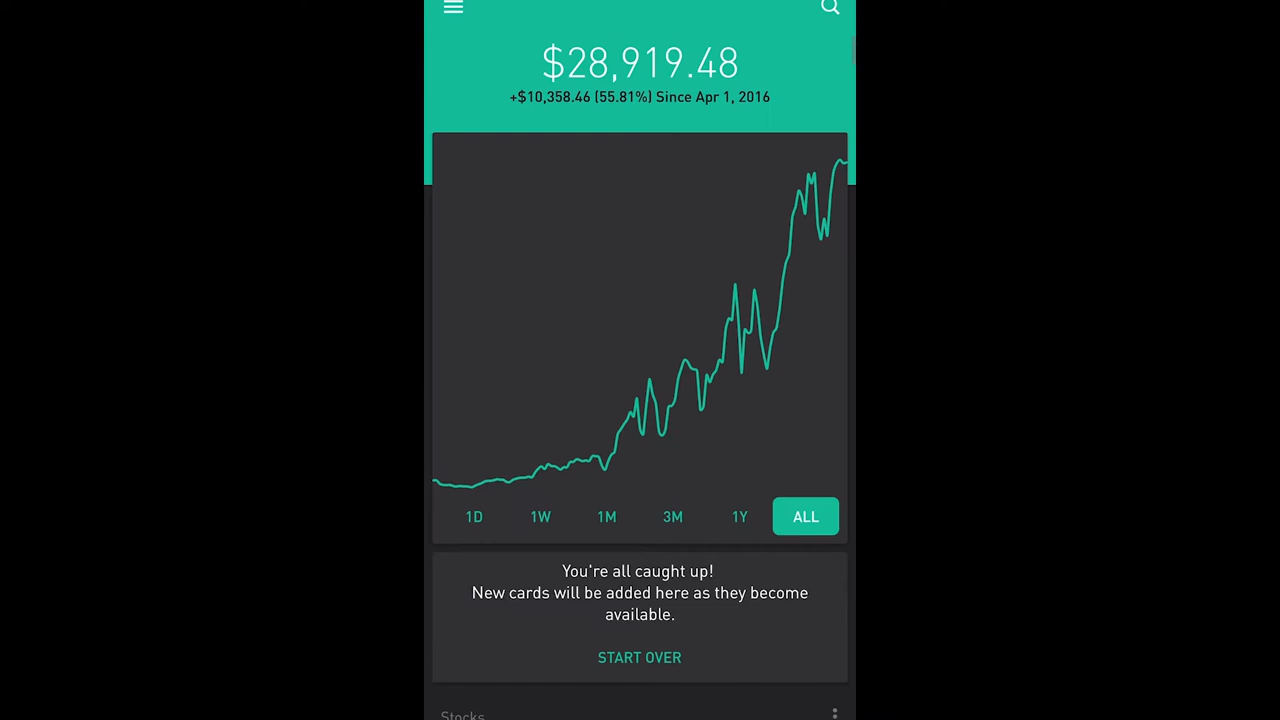 $28,919.48
+$10,358.46 (55.81%) Since Apr 1, 2016
1D 1W 1M 3M 1Y ALL
You're all caught up!
New cards will be added here as they become
available.
START OVER
Stocks